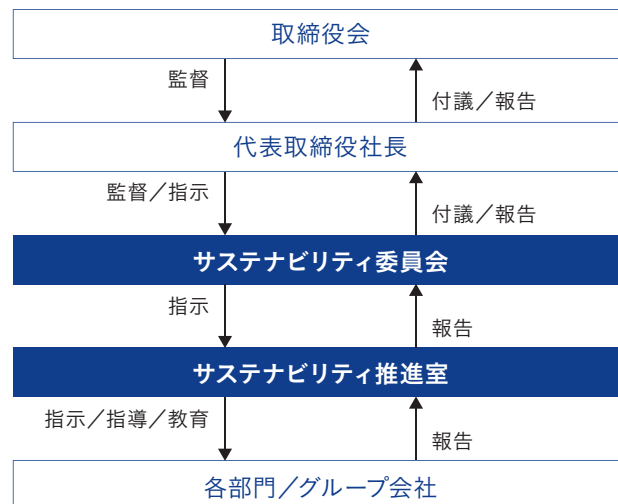 取締役会
監督
付議／報告
代表取締役社長
監督／指示
付議／報告
サステナビリティ委員会
指示
報告
サステナビリティ推進室
指示／指導／教育
報告
各部門／グループ会社